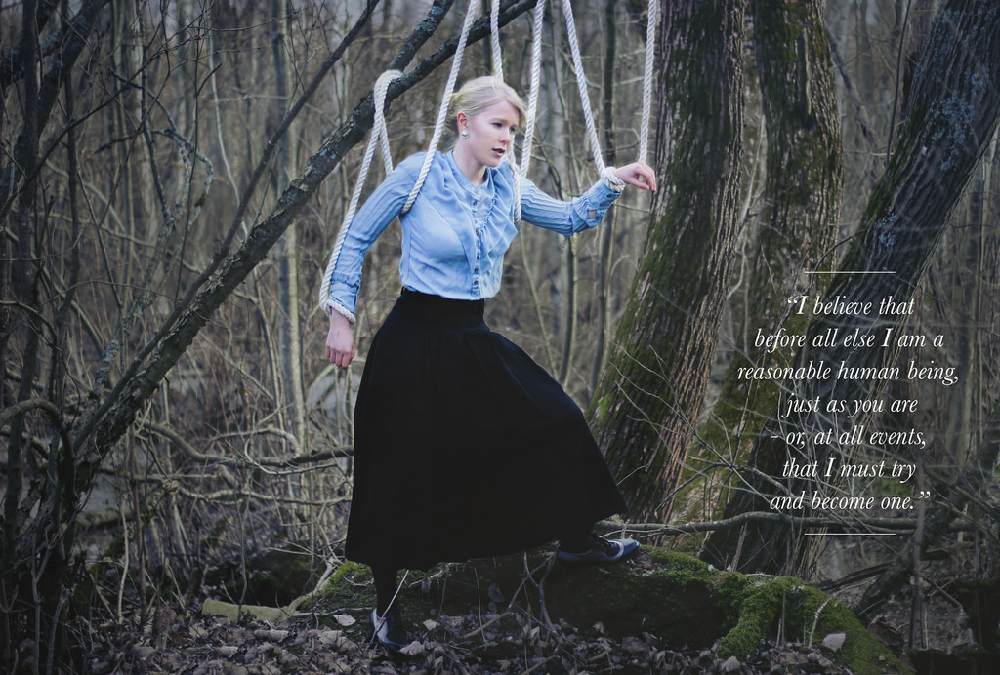 “I believe that
before all else I am a
reasonable human being,
just as you are
– or, at all events,
that I must try
and become one.”